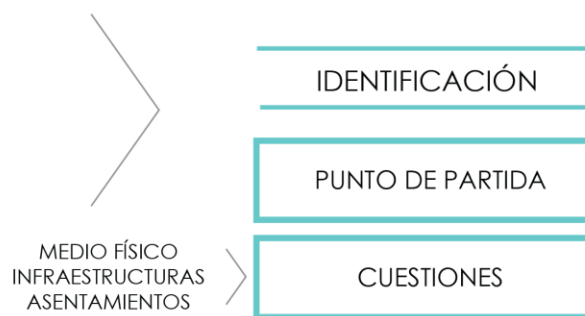 IDENTIFICACIÓN
PUNTO DE PARTIDA
MEDIO FÍSICO
INFRAESTRUCTURAS
ASENTAMIENTOS
CUESTIONES